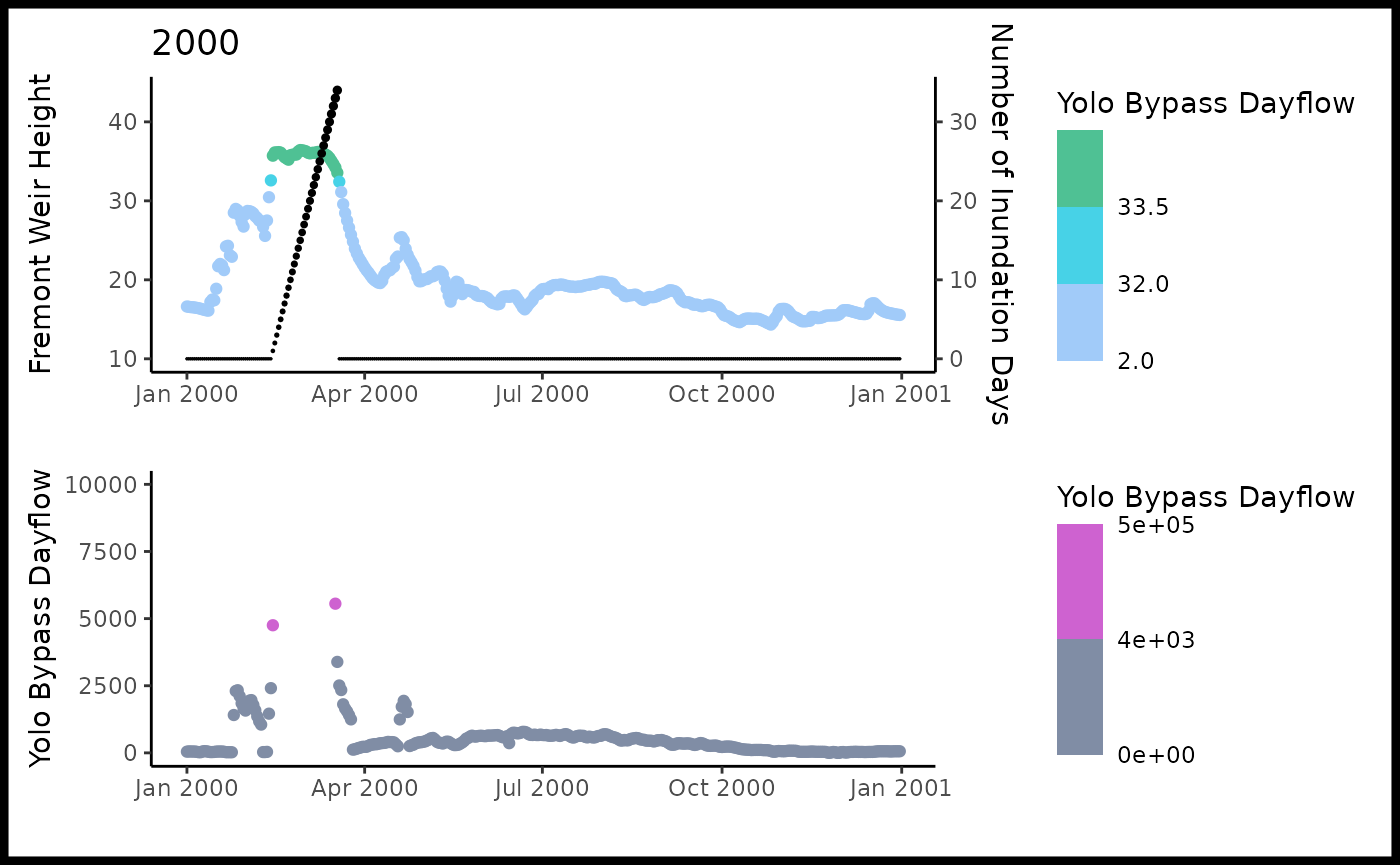 2000
Fremont Weir Height
40
30
20
10
30
20
10
0
Number of Inundation Days
Jan 2000
Apr 2000
Jul 2000
Oct 2000
Jan 2001
Yolo Bypass Dayflow
33.5
32.0
2.0
Yolo Bypass Dayflow
10000
7500
5000
2500
0
Jan 2000
Apr 2000
Jul 2000
Oct 2000
Jan 2001
Yolo Bypass Dayflow
5e+05
4e+03
0e+00